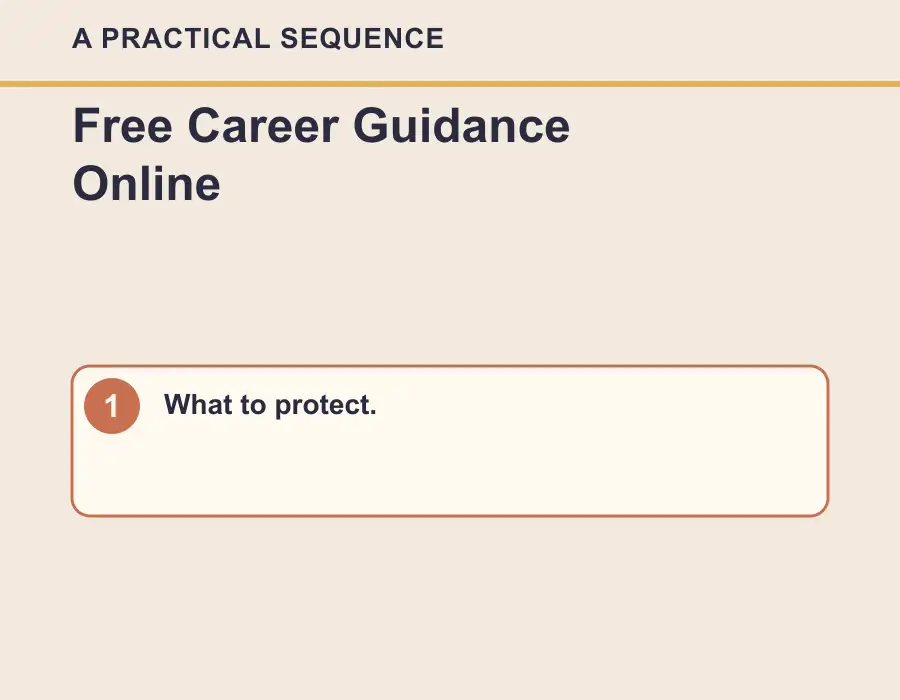 A PRACTICAL SEQUENCE
Free Career Guidance
Online
1 What to protect.